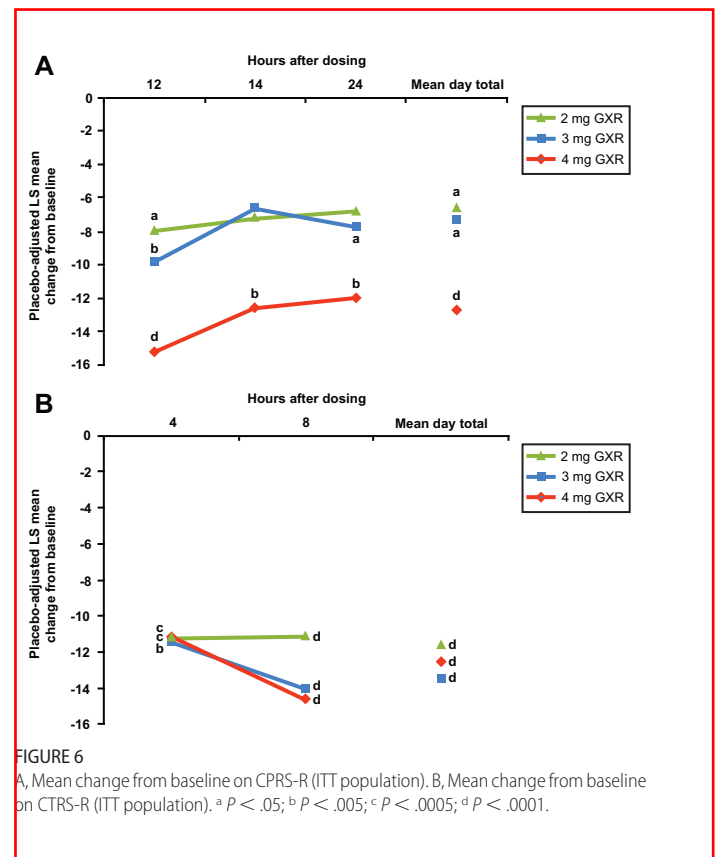 A
Hours after dosing
12 14 24 Mean day total
0
-2
-4
-6
-8
-10
-12
-14
-16
Placebo-adjusted LS mean
change from baseline
a
b
d
b
a
b
a
a
d
2 mg GXR
3 mg GXR
4 mg GXR
B
Hours after dosing
4 8 Mean day total
0
-2
-4
-6
-8
-10
-12
-14
-16
Placebo-adjusted LS mean
change from baseline
c
c
b
d
d
d
d
d
d
2 mg GXR
3 mg GXR
4 mg GXR
FIGURE 6
A, Mean change from baseline on CPRS-R (ITT population). B, Mean change from baseline
on CTRS-R (ITT population). a P < .05; b P < .005; c P < .0005; d P < .0001.